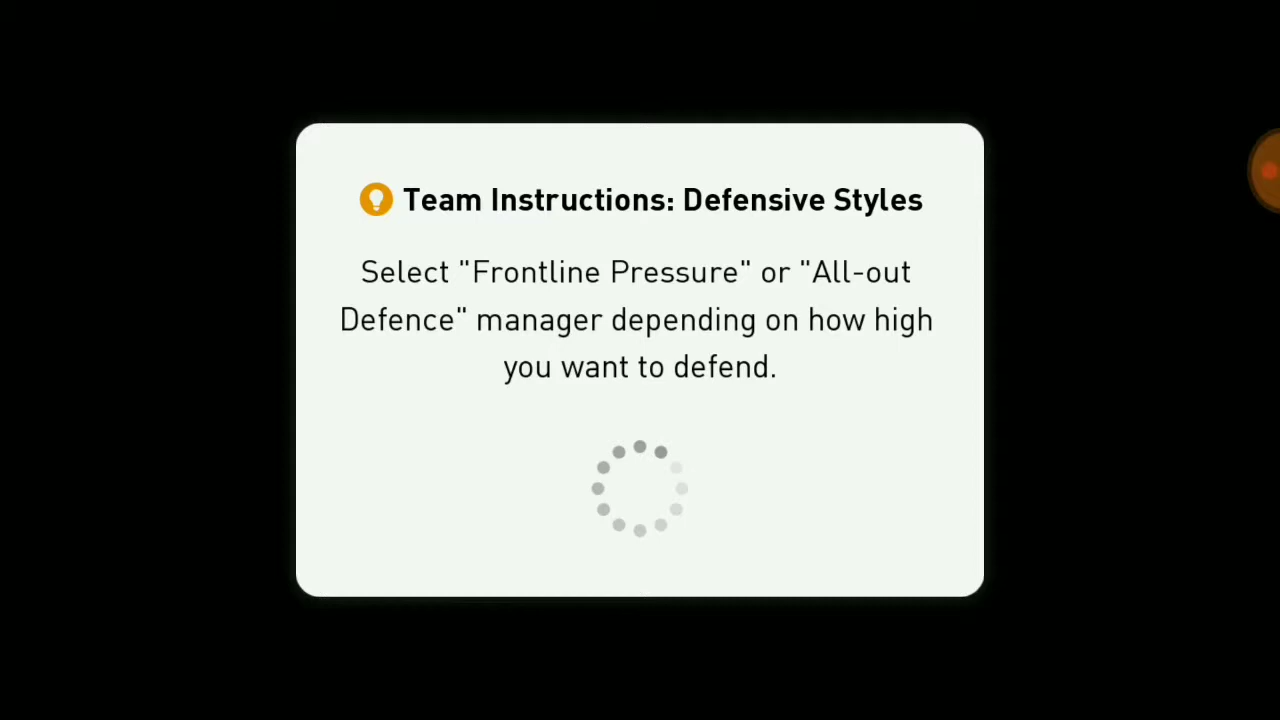 Team Instructions: Defensive Styles
Select "Frontline Pressure" or "All-out
Defence" manager depending on how high
you want to defend.